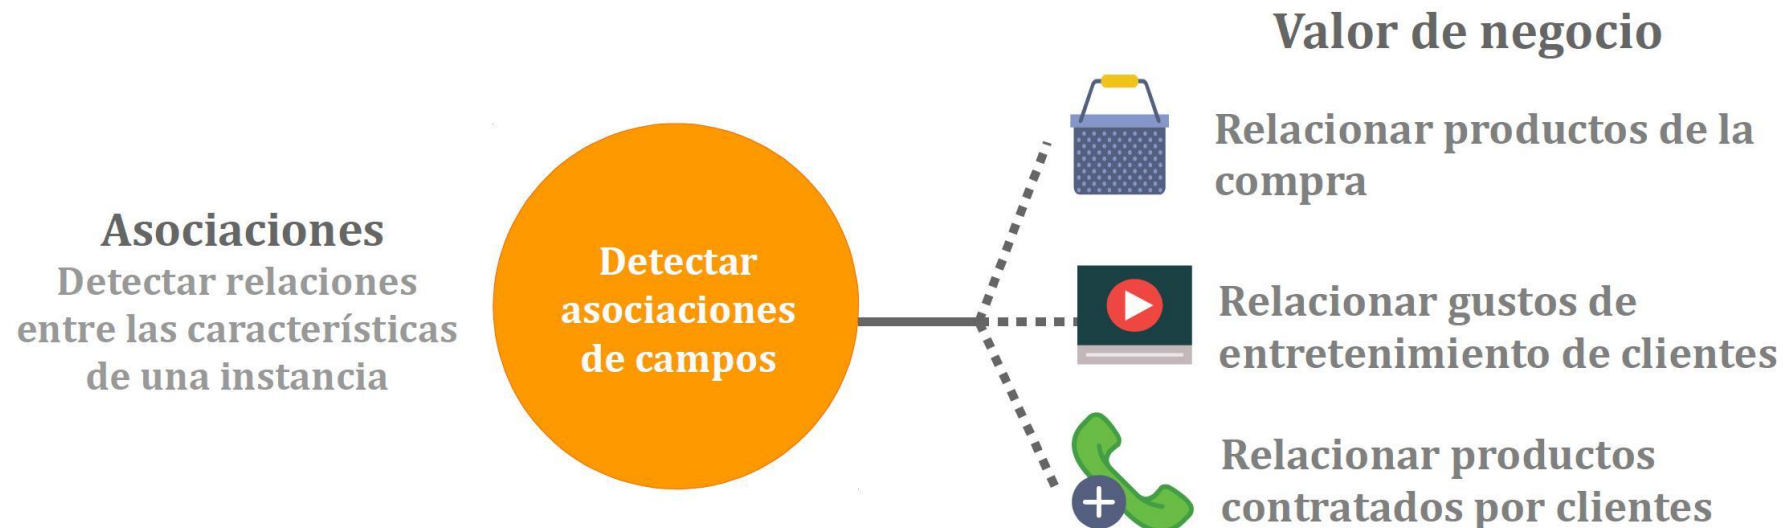 Asociaciones
Detectar relaciones
entre las características
de una instancia
Detectar
asociaciones
de campos
Valor de negocio
Relacionar productos de la
compra
Relacionar gustos de
entretenimiento de clientes
Relacionar productos
contratados por clientes